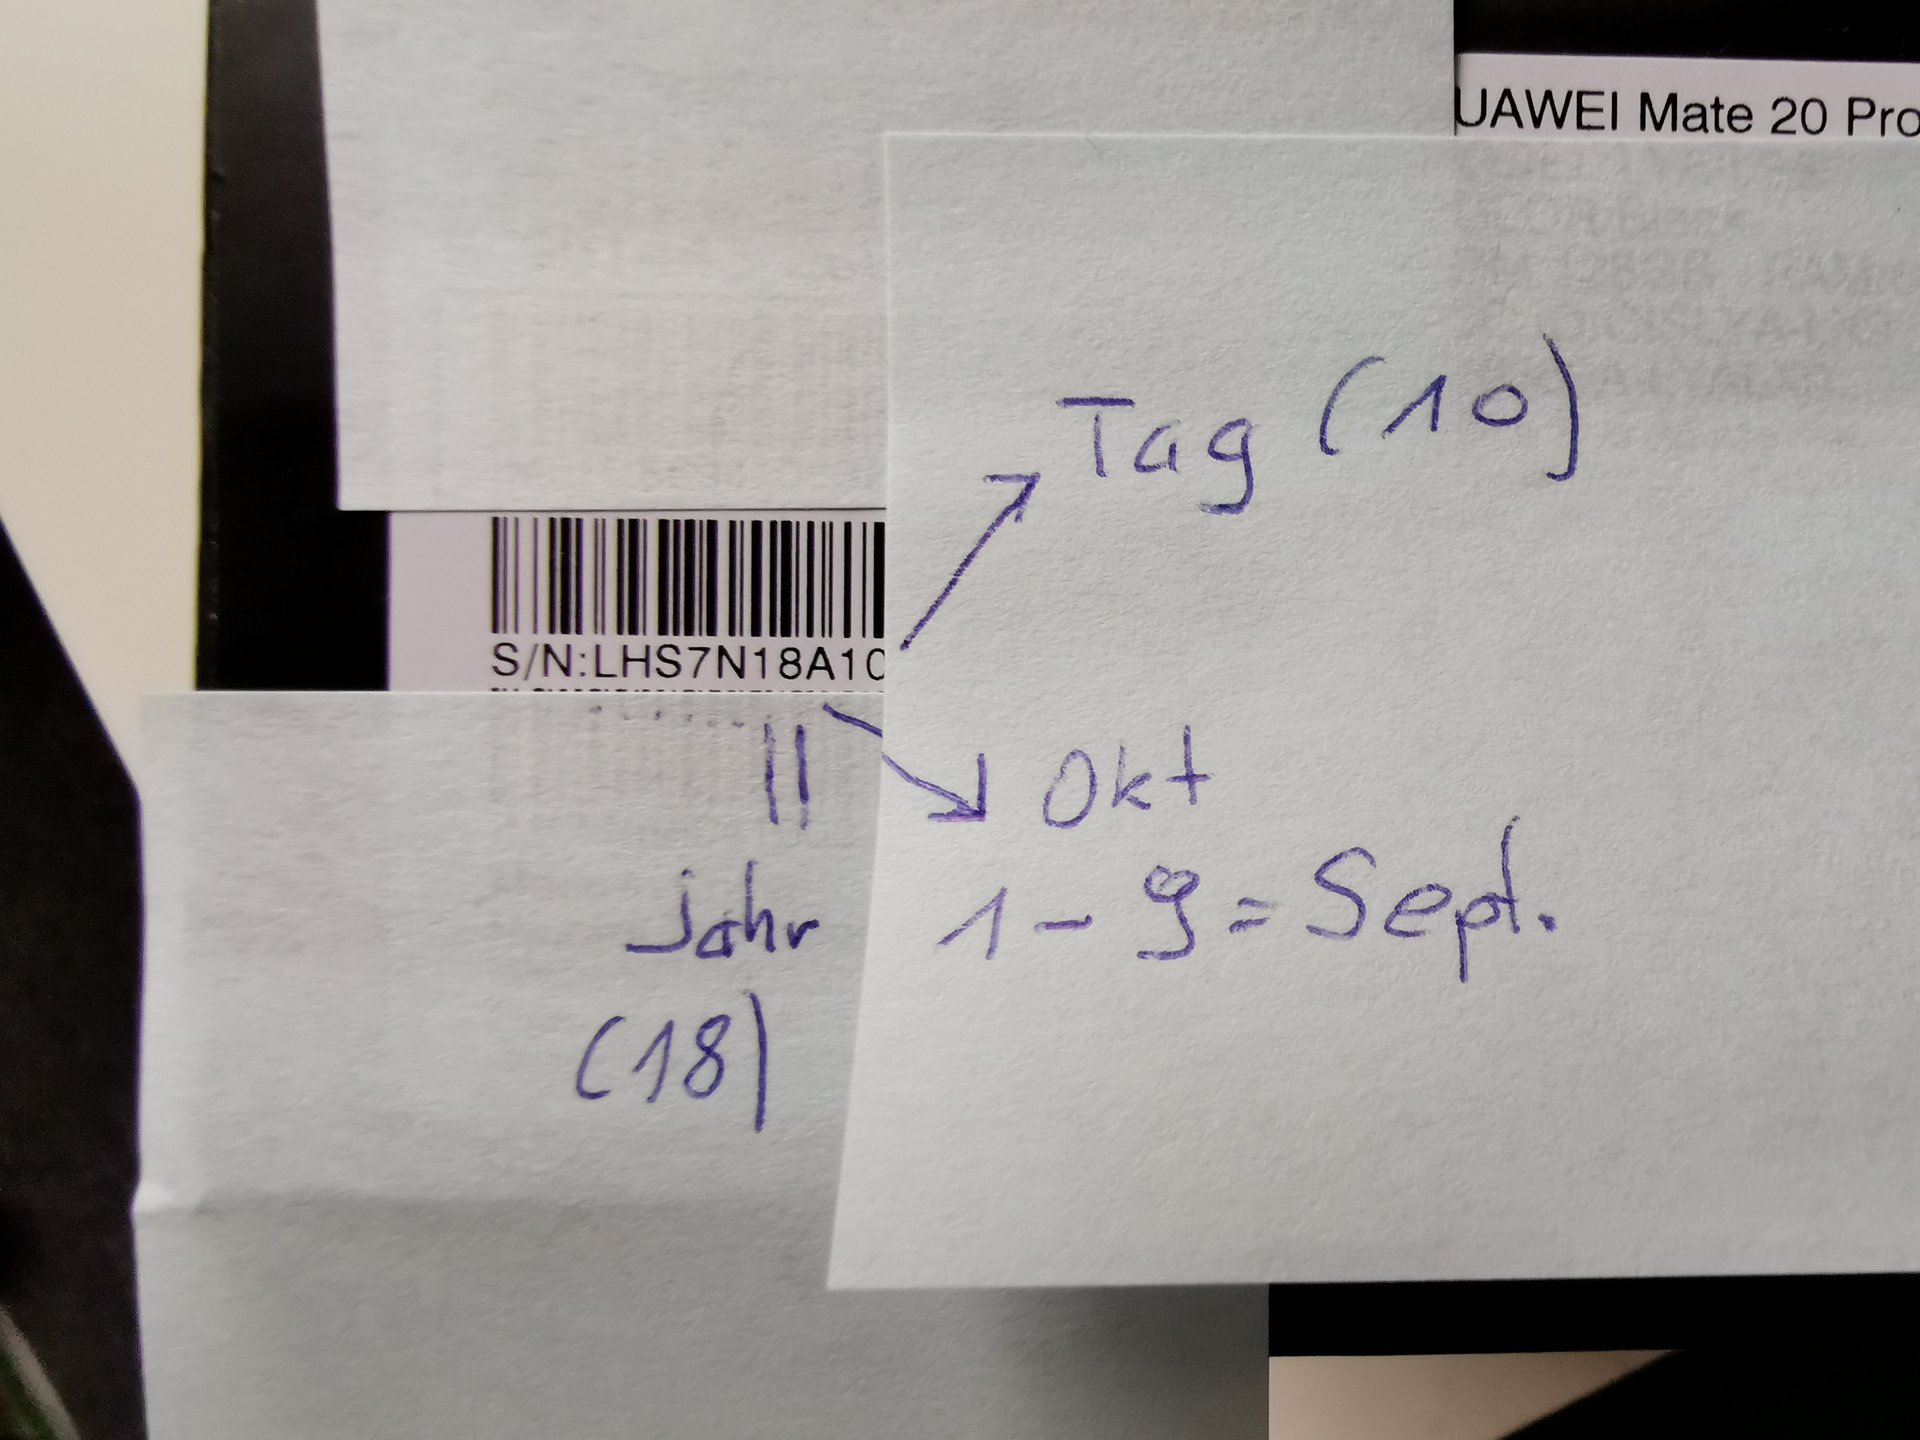 UAWEI Mate 20 Pro
Tag (10)
S/N:LHS7N18A10
||
Okt
Jahr
1 - 9 = Sept.
(18)